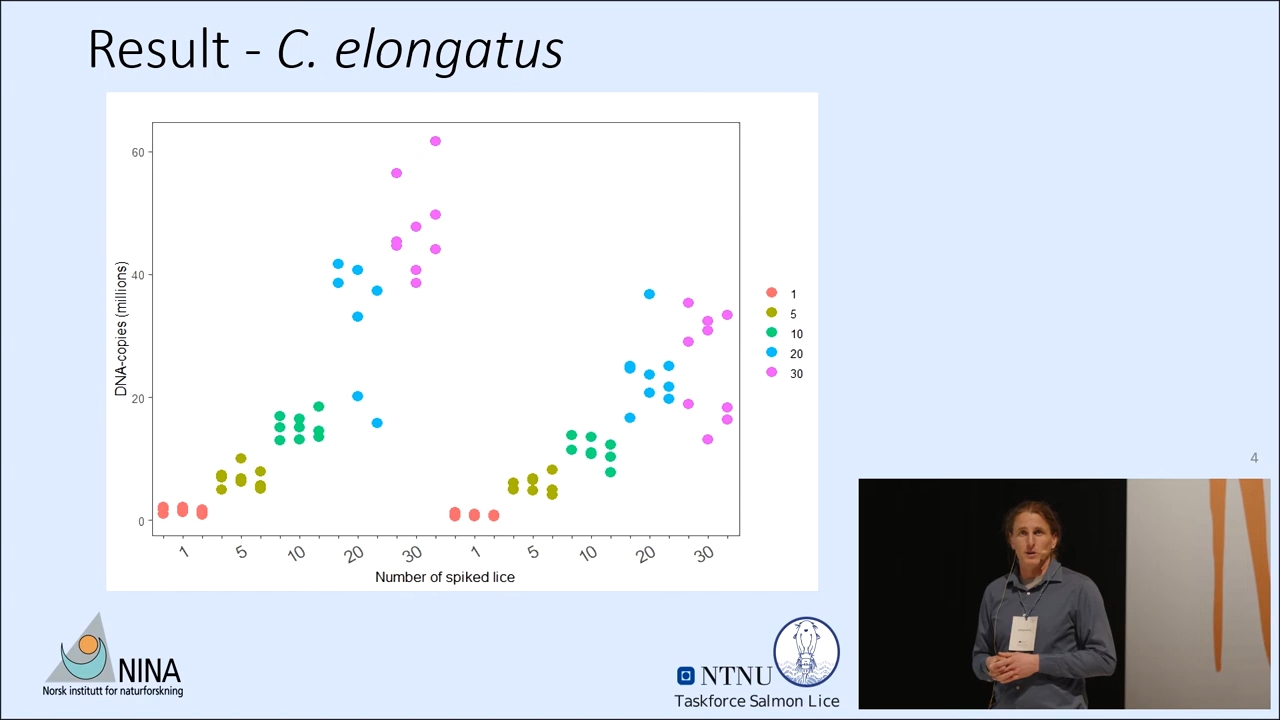 Result - C. elongatus
DNA-copies (millions)
60
40
20
0
1 5 10 20 30 1 5 10 20 30
Number of spiked lice
1
5
10
20
30
4
NINA
Norsk institutt for naturforskning
NTNU
Taskforce Salmon Lice